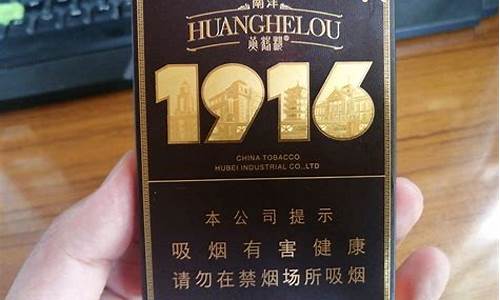 南洋
HUANGHELOU
黄鹤楼®
1916
CHINA TOBACCO
HUBEI INDUSTRIAL CO.,LTD
本公司提示
吸烟有害健康
请勿在禁烟场所吸烟